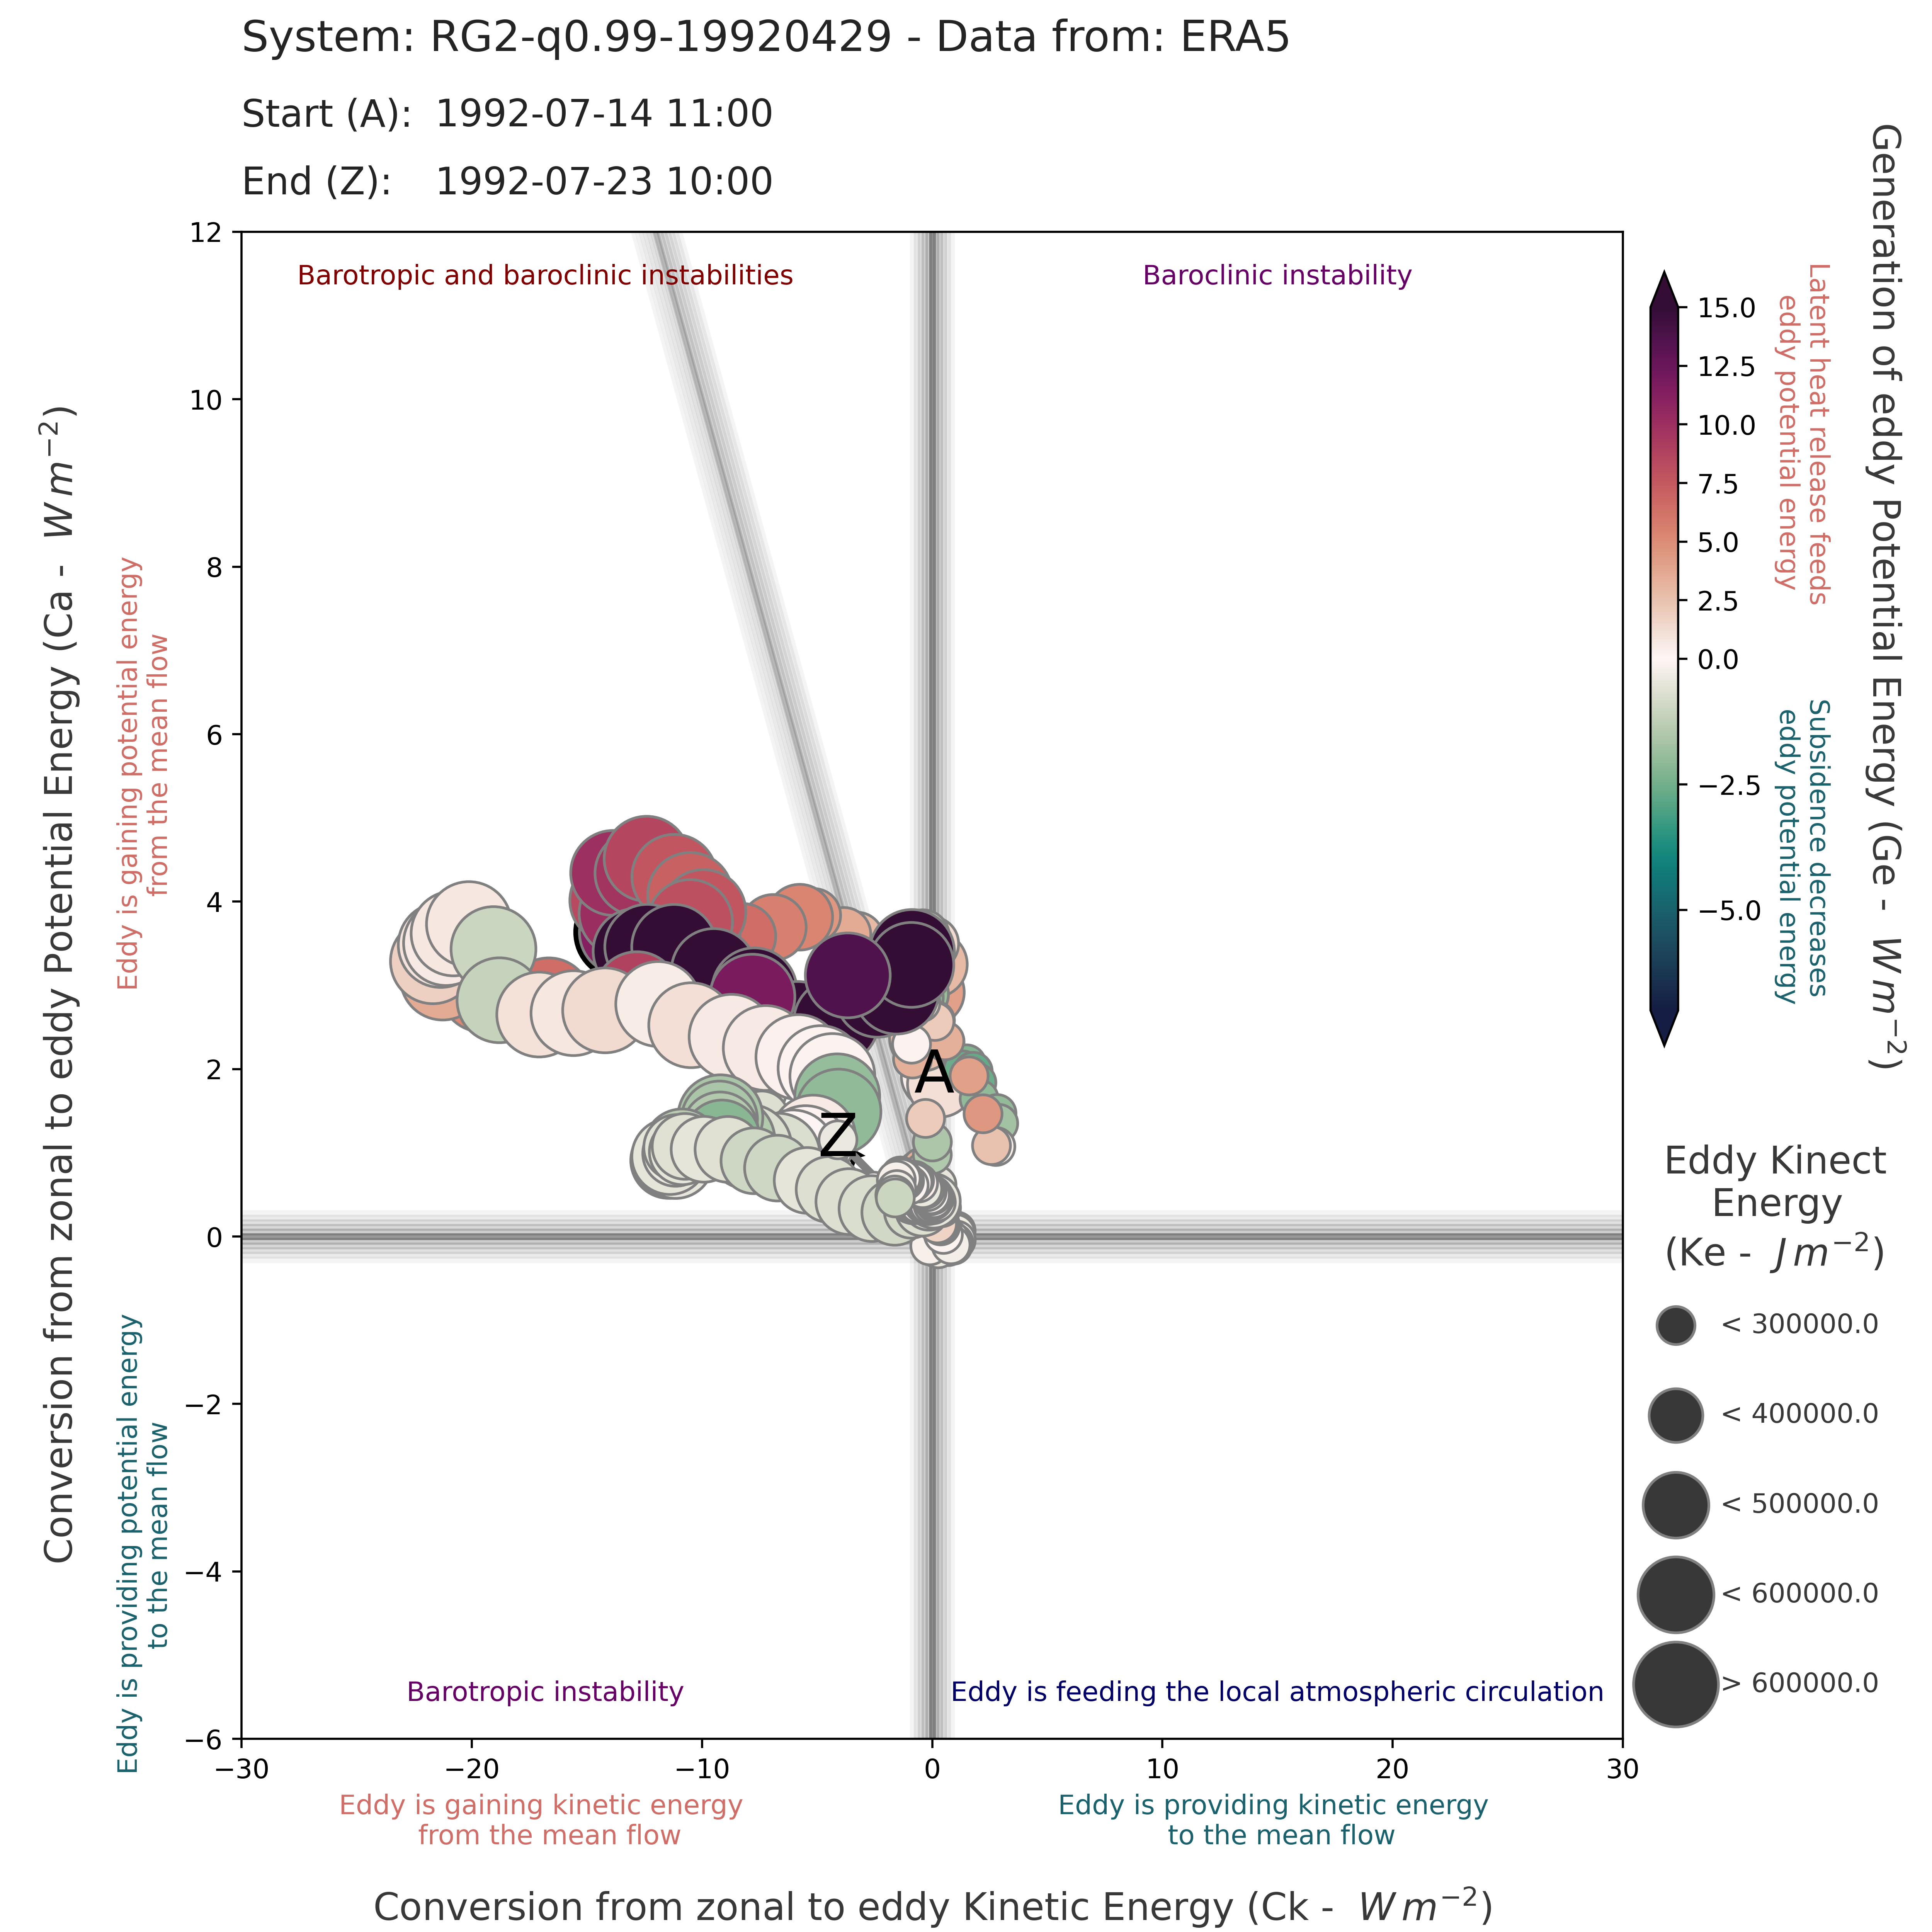 System: RG2-q0.99-19920429 - Data from: ERA5
Start (A): 1992-07-14 11:00
End (Z): 1992-07-23 10:00
Barotropic and baroclinic instabilities
Baroclinic instability
Barotropic instability
Eddy is feeding the local atmospheric circulation
A
Z
12
10
8
6
4
2
0
−2
−4
−6
−30
−20
−10
0
10
20
30
Conversion from zonal to eddy Potential Energy (Ca - W m⁻²)
Eddy is gaining potential energy
from the mean flow
Eddy is providing potential energy
to the mean flow
Eddy is gaining kinetic energy
from the mean flow
Eddy is providing kinetic energy
to the mean flow
Conversion from zonal to eddy Kinetic Energy (Ck - W m⁻²)
15.0
12.5
10.0
7.5
5.0
2.5
0.0
−2.5
−5.0
Latent heat release feeds
eddy potential energy
Subsidence decreases
eddy potential energy
Generation of eddy Potential Energy (Ge - W m⁻²)
Eddy Kinect
Energy
(Ke - J m⁻²)
< 300000.0
< 400000.0
< 500000.0
< 600000.0
> 600000.0